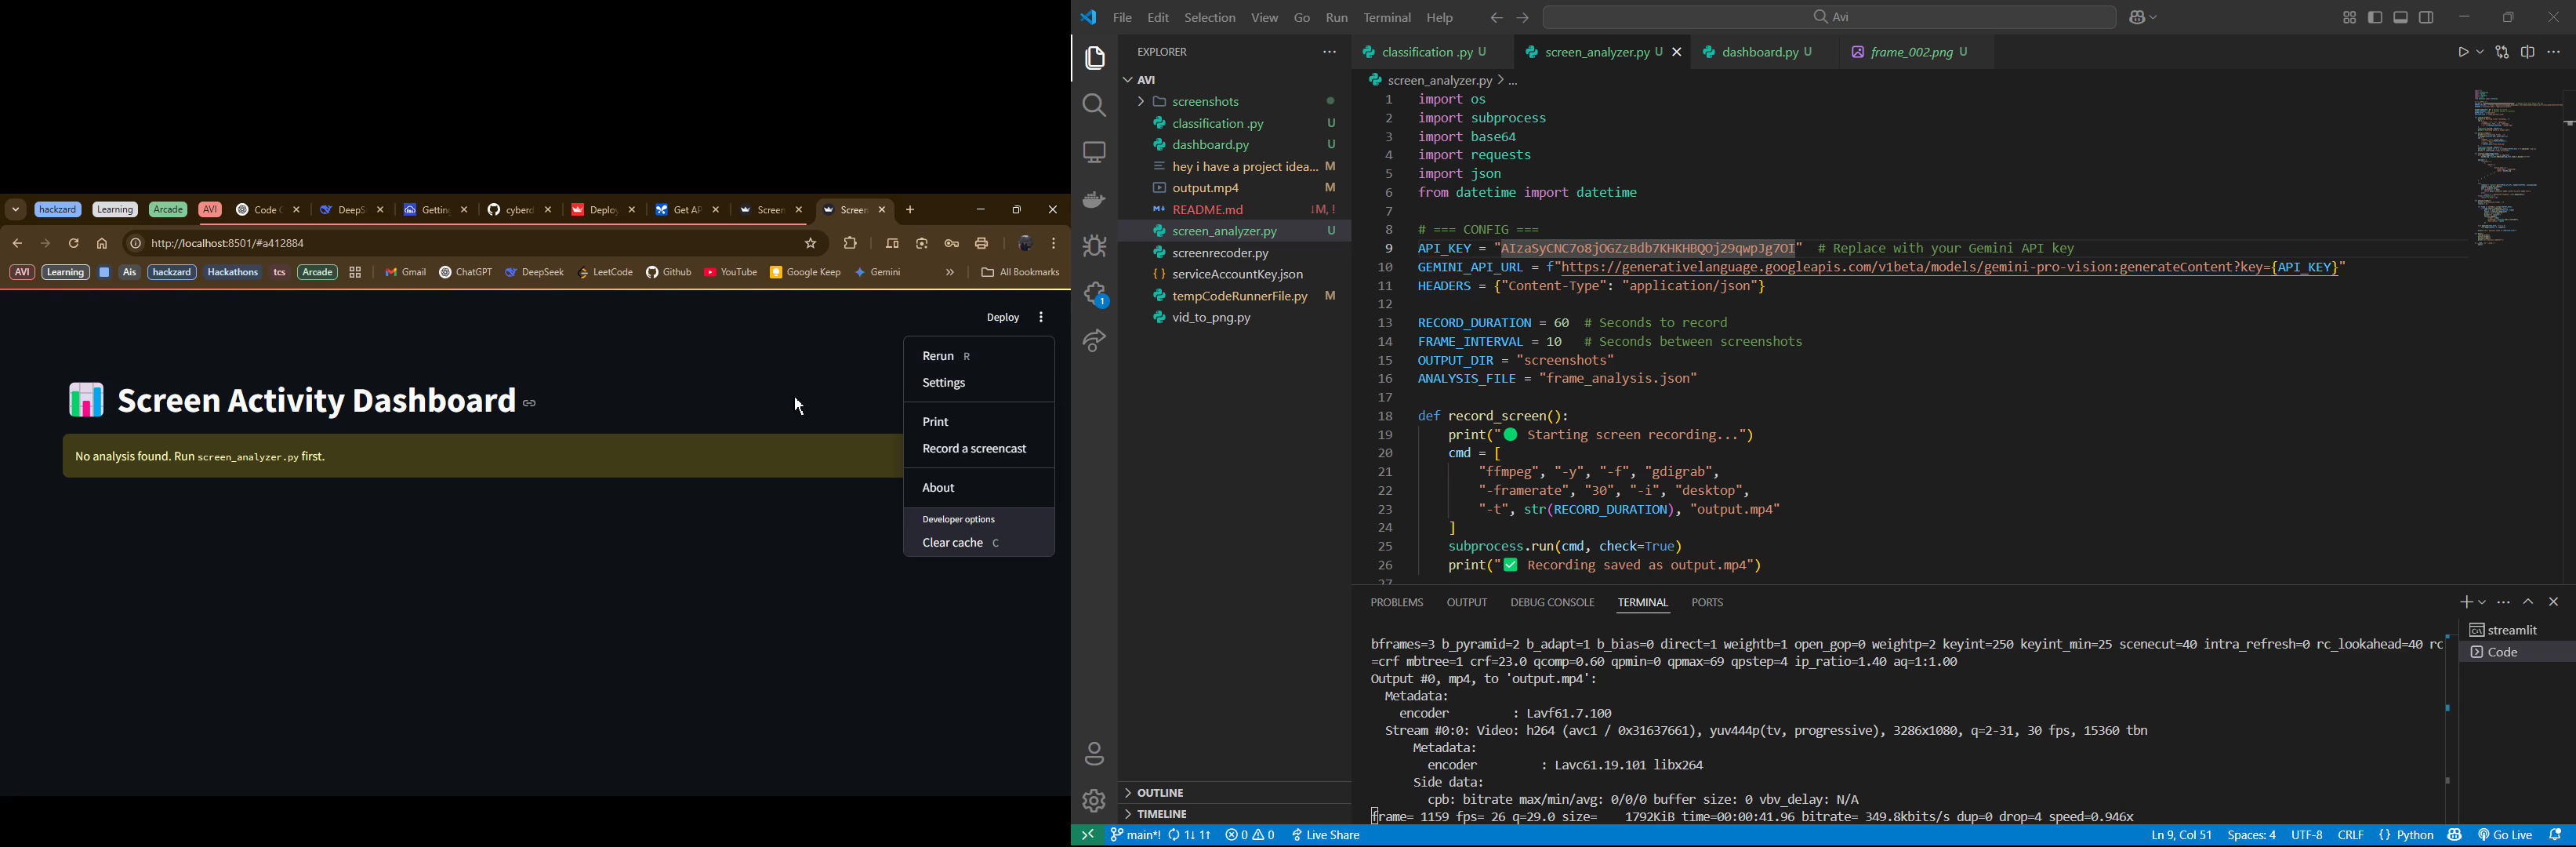 hackzard Learning Arcade AVI Code DeepS Gettin cyberd Deploy Get AP Screen Screen
http://localhost:8501/#a412884
AVI Learning Ais hackzard Hackathons tcs Arcade Gmail ChatGPT DeepSeek LeetCode Github YouTube Google Keep Gemini » All Bookmarks
Deploy
Rerun R
Settings
Print
Record a screencast
About
Developer options
Clear cache C
Screen Activity Dashboard
No analysis found. Run screen_analyzer.py first.
File Edit Selection View Go Run Terminal Help
Avi
EXPLORER
AVI
screenshots
classification .py U
dashboard.py U
hey i have a project idea... M
output.mp4 M
README.md ↓M, !
screen_analyzer.py U
screenrecoder.py
serviceAccountKey.json
tempCodeRunnerFile.py M
vid_to_png.py
OUTLINE
TIMELINE
1
classification .py U screen_analyzer.py U dashboard.py U frame_002.png U
screen_analyzer.py > ...
1 import os
2 import subprocess
3 import base64
4 import requests
5 import json
6 from datetime import datetime
7
8 # === CONFIG ===
9 API_KEY = "AIzaSyCNC7o8jOGZzBdb7KHKHBQOj29qwpJg7OI" # Replace with your Gemini API key
10 GEMINI_API_URL = f"https://generativelanguage.googleapis.com/v1beta/models/gemini-pro-vision:generateContent?key={API_KEY}"
11 HEADERS = {"Content-Type": "application/json"}
12
13 RECORD_DURATION = 60 # Seconds to record
14 FRAME_INTERVAL = 10 # Seconds between screenshots
15 OUTPUT_DIR = "screenshots"
16 ANALYSIS_FILE = "frame_analysis.json"
17
18 def record_screen():
19 print("🟢 Starting screen recording...")
20 cmd = [
21 "ffmpeg", "-y", "-f", "gdigrab",
22 "-framerate", "30", "-i", "desktop",
23 "-t", str(RECORD_DURATION), "output.mp4"
24 ]
25 subprocess.run(cmd, check=True)
26 print("✅ Recording saved as output.mp4")
27
PROBLEMS OUTPUT DEBUG CONSOLE TERMINAL PORTS
bframes=3 b_pyramid=2 b_adapt=1 b_bias=0 direct=1 weightb=1 open_gop=0 weightp=2 keyint=250 keyint_min=25 scenecut=40 intra_refresh=0 rc_lookahead=40 rc
=crf mbtree=1 crf=23.0 qcomp=0.60 qpmin=0 qpmax=69 qpstep=4 ip_ratio=1.40 aq=1:1.00
Output #0, mp4, to 'output.mp4':
Metadata:
encoder : Lavf61.7.100
Stream #0:0: Video: h264 (avc1 / 0x31637661), yuv444p(tv, progressive), 3286x1080, q=2-31, 30 fps, 15360 tbn
Metadata:
encoder : Lavc61.19.101 libx264
Side data:
cpb: bitrate max/min/avg: 0/0/0 buffer size: 0 vbv_delay: N/A
frame= 1159 fps= 26 q=29.0 size= 1792KiB time=00:00:41.96 bitrate= 349.8kbits/s dup=0 drop=4 speed=0.946x
streamlit
Code
main*! 1↓ 1↑ 0 0 Live Share
Ln 9, Col 51 Spaces: 4 UTF-8 CRLF {} Python Go Live